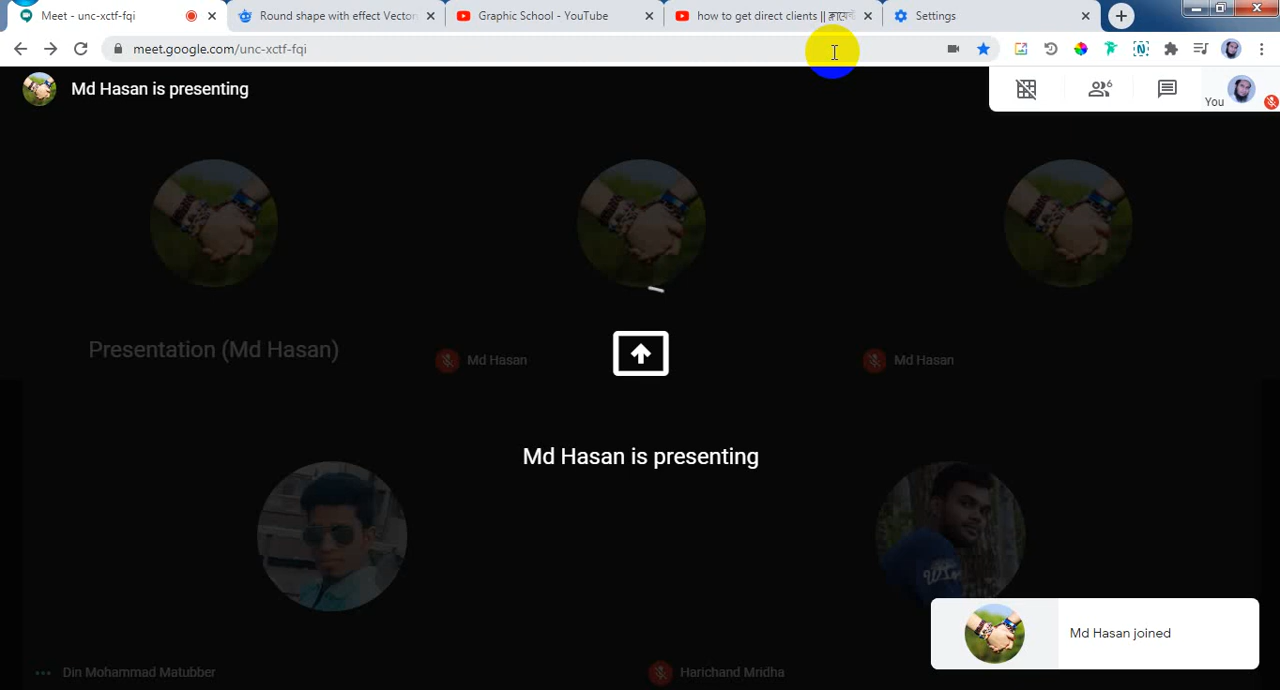 Meet - unc-xctf-fqi
Round shape with effect Vector
Graphic School - YouTube
how to get direct clients || क्लायेन्ট
Settings
meet.google.com/unc-xctf-fqi
Md Hasan is presenting
6
You
Presentation (Md Hasan)
Md Hasan
Md Hasan
Md Hasan is presenting
Md Hasan joined
Din Mohammad Matubber
Harichand Mridha